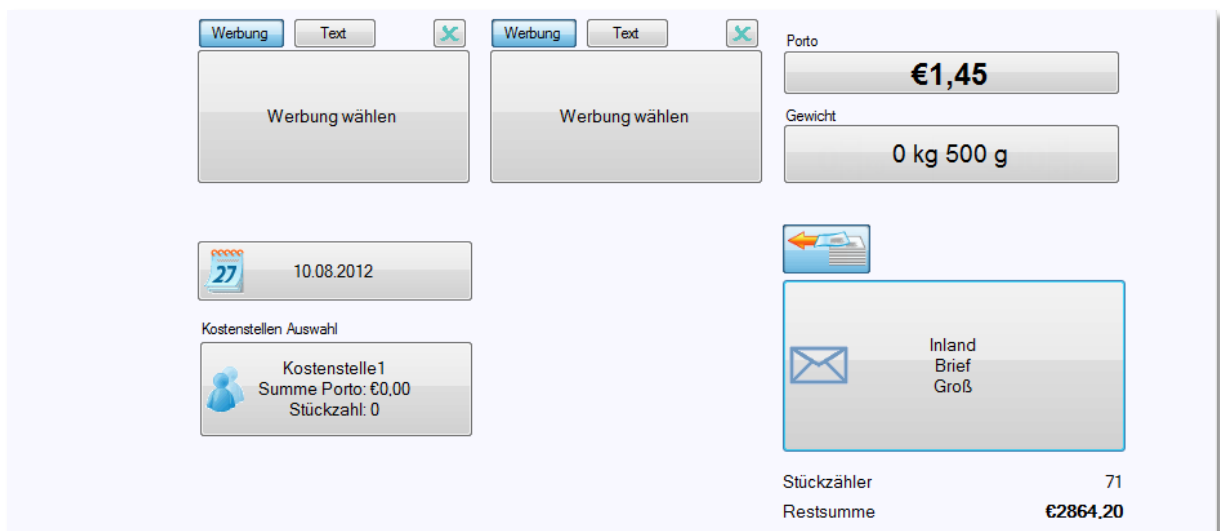 Werbung Text Werbung Text
Porto
€1,45
Werbung wählen Werbung wählen
Gewicht
0 kg 500 g
27 10.08.2012
Kostenstellen Auswahl
Kostenstelle1
Summe Porto: €0,00
Stückzahl: 0
Inland
Brief
Groß
Stückzähler 71
Restsumme €2864,20